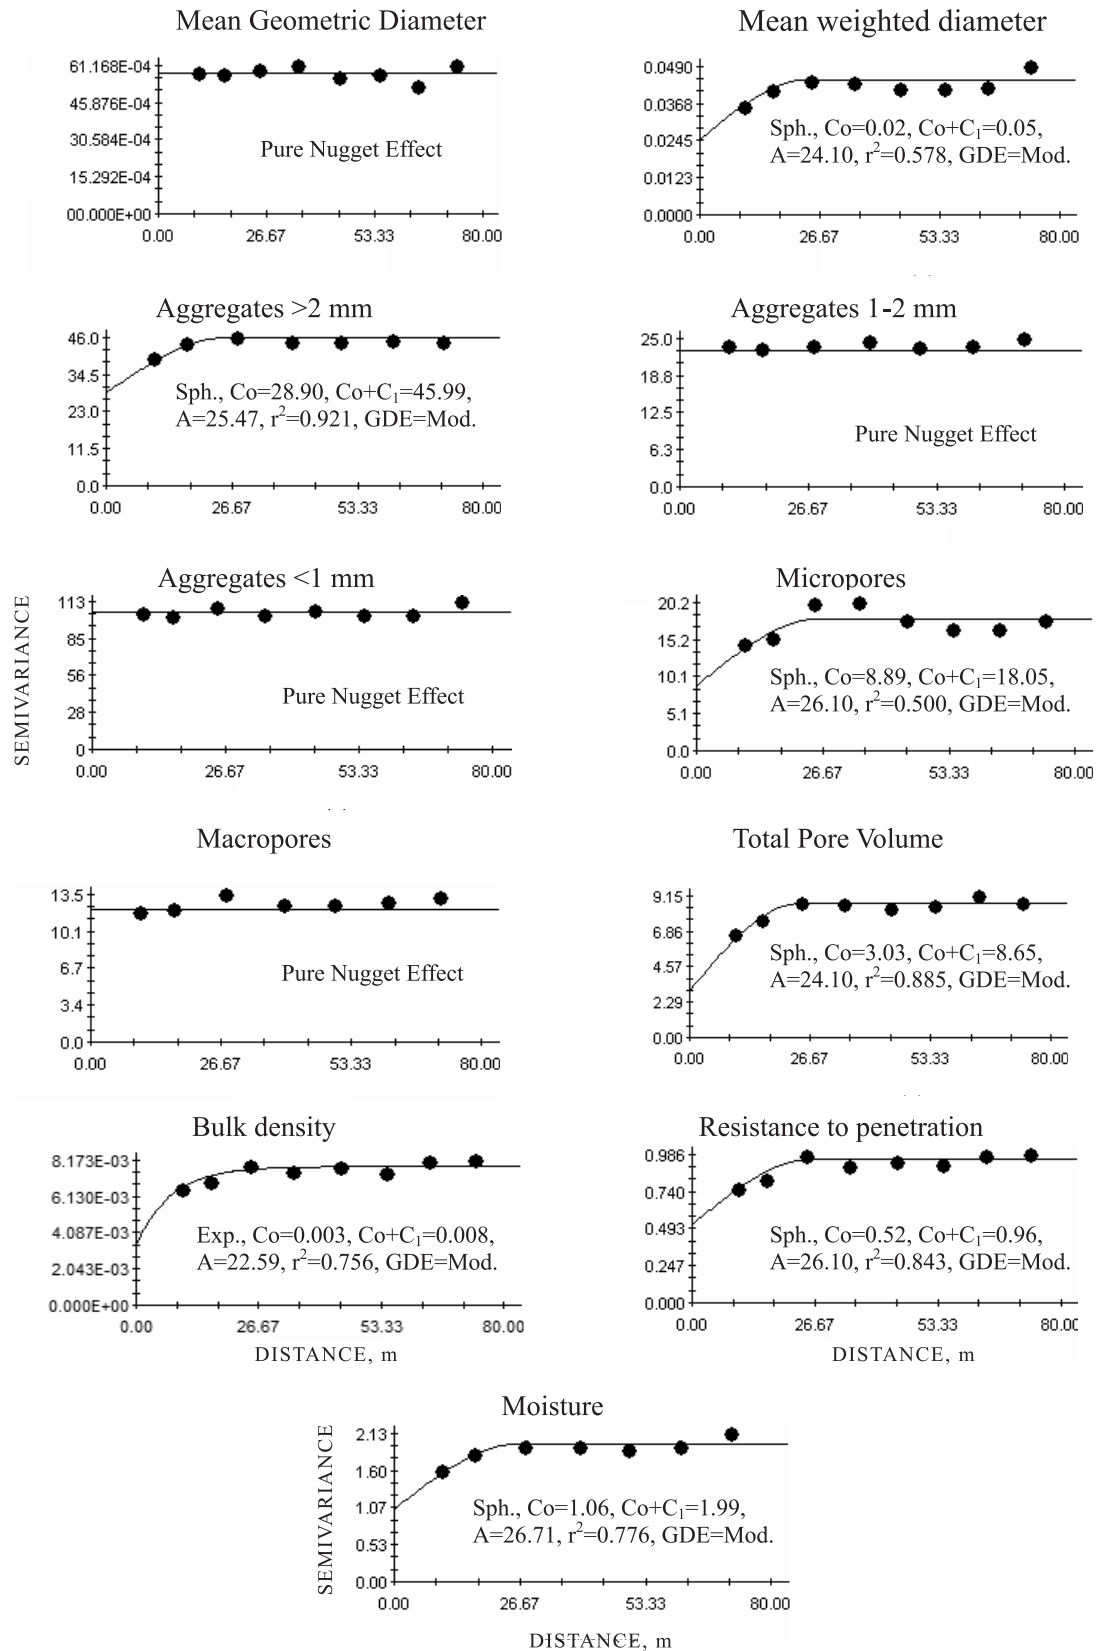 Mean Geometric Diameter
61.168E-04
45.876E-04
30.584E-04
15.292E-04
00.000E+00
Pure Nugget Effect
0.00 26.67 53.33 80.00
Mean weighted diameter
0.0490
0.0368
0.0245
0.0123
0.0000
Sph., Co=0.02, Co+C₁=0.05,
A=24.10, r²=0.578, GDE=Mod.
0.00 26.67 53.33 80.00
Aggregates >2 mm
46.0
34.5
23.0
11.5
0.0
Sph., Co=28.90, Co+C₁=45.99,
A=25.47, r²=0.921, GDE=Mod.
0.00 26.67 53.33 80.00
Aggregates 1-2 mm
25.0
18.8
12.5
6.3
0.0
Pure Nugget Effect
0.00 26.67 53.33 80.00
SEMIVARIANCE
Aggregates <1 mm
113
85
56
28
0
Pure Nugget Effect
0.00 26.67 53.33 80.00
Micropores
20.2
15.2
10.1
5.1
0.0
Sph., Co=8.89, Co+C₁=18.05,
A=26.10, r²=0.500, GDE=Mod.
0.00 26.67 53.33 80.00
Macropores
13.5
10.1
6.7
3.4
0.0
Pure Nugget Effect
0.00 26.67 53.33 80.00
Total Pore Volume
9.15
6.86
4.57
2.29
0.00
Sph., Co=3.03, Co+C₁=8.65,
A=24.10, r²=0.885, GDE=Mod.
0.00 26.67 53.33 80.00
Bulk density
8.173E-03
6.130E-03
4.087E-03
2.043E-03
0.000E+00
Exp., Co=0.003, Co+C₁=0.008,
A=22.59, r²=0.756, GDE=Mod.
0.00 26.67 53.33 80.00
DISTANCE, m
Resistance to penetration
0.986
0.740
0.493
0.247
0.000
Sph., Co=0.52, Co+C₁=0.96,
A=26.10, r²=0.843, GDE=Mod.
0.00 26.67 53.33 80.00
DISTANCE, m
Moisture
SEMIVARIANCE
2.13
1.60
1.07
0.53
0.00
Sph., Co=1.06, Co+C₁=1.99,
A=26.71, r²=0.776, GDE=Mod.
0.00 26.67 53.33 80.00
DISTANCE, m